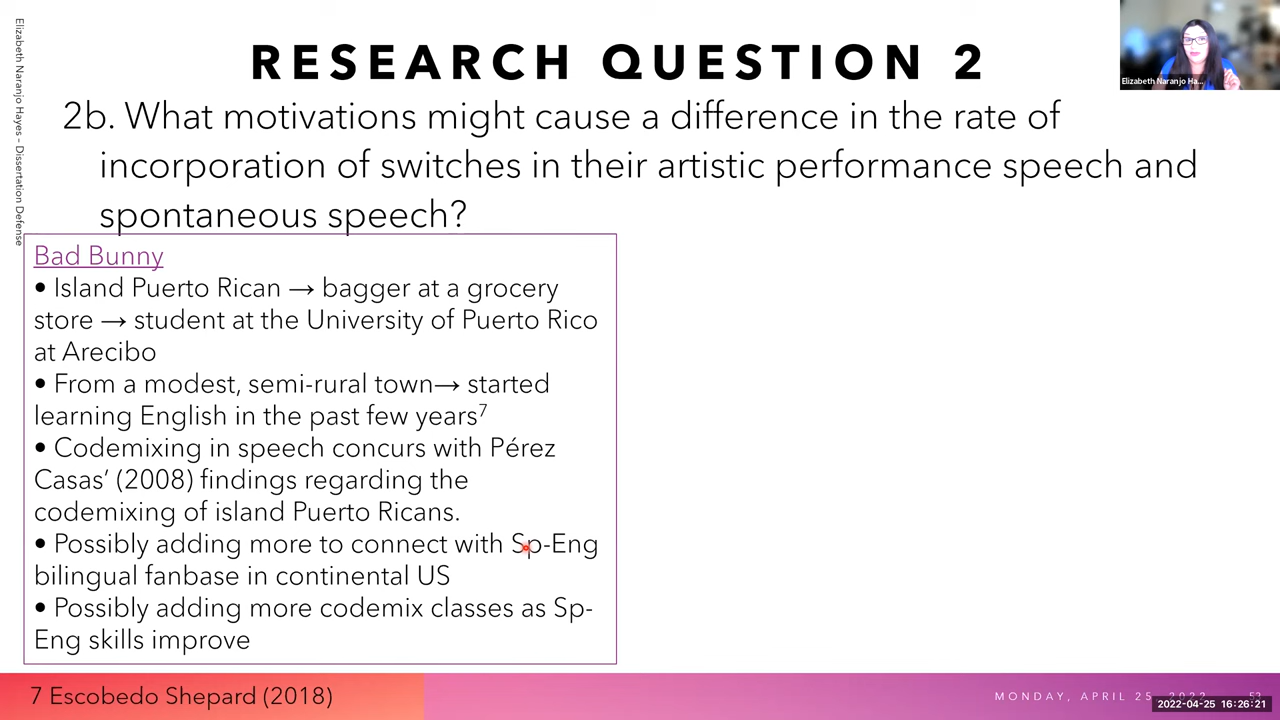 Elizabeth Naranjo Hayes – Dissertation Defense
RESEARCH QUESTION 2
Elizabeth Naranjo Ha...
2b. What motivations might cause a difference in the rate of
incorporation of switches in their artistic performance speech and
spontaneous speech?
Bad Bunny
• Island Puerto Rican → bagger at a grocery
store → student at the University of Puerto Rico
at Arecibo
• From a modest, semi-rural town→ started
learning English in the past few years⁷
• Codemixing in speech concurs with Pérez
Casas’ (2008) findings regarding the
codemixing of island Puerto Ricans.
• Possibly adding more to connect with Sp-Eng
bilingual fanbase in continental US
• Possibly adding more codemix classes as Sp-
Eng skills improve
7 Escobedo Shepard (2018)
MONDAY, APRIL 25, 2022
2022-04-25 16:26:21